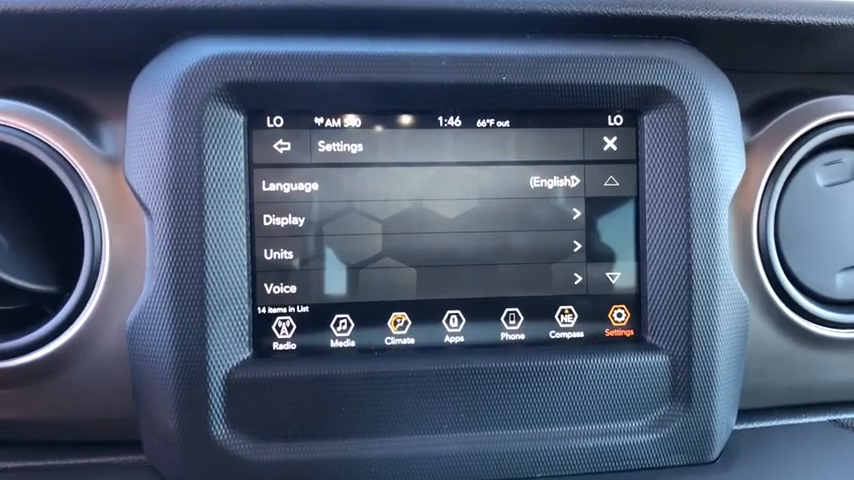 LO AM 540 1:46 66°F out LO
Settings
Language (English)
Display
Units
Voice
14 items in List
Radio Media Climate Apps Phone NE Compass Settings